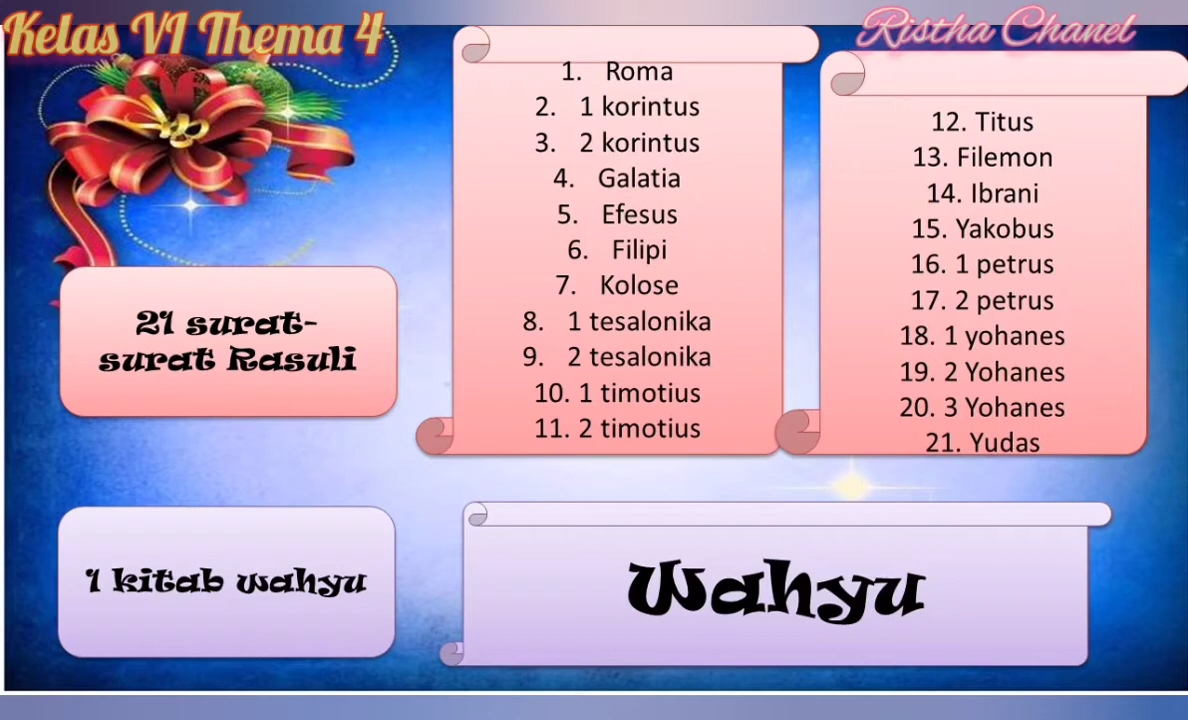 Kelas VI Thema 4
Ristha Chanel
21 surat-
surat Rasuli
1. Roma
2. 1 korintus
3. 2 korintus
4. Galatia
5. Efesus
6. Filipi
7. Kolose
8. 1 tesalonika
9. 2 tesalonika
10. 1 timotius
11. 2 timotius
12. Titus
13. Filemon
14. Ibrani
15. Yakobus
16. 1 petrus
17. 2 petrus
18. 1 yohanes
19. 2 Yohanes
20. 3 Yohanes
21. Yudas
1 kitab wahyu
Wahyu